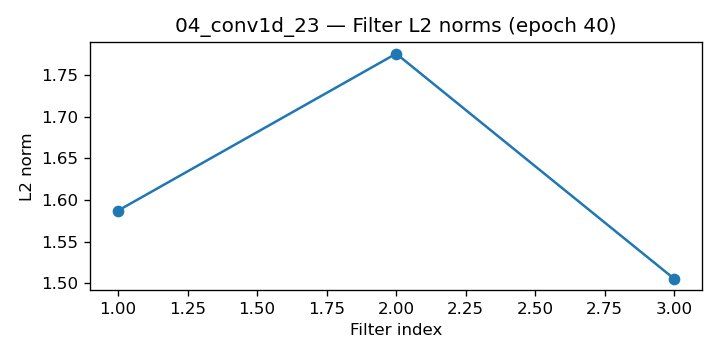 04_conv1d_23 — Filter L2 norms (epoch 40)
L2 norm
1.75
1.70
1.65
1.60
1.55
1.50
1.00 1.25 1.50 1.75 2.00 2.25 2.50 2.75 3.00
Filter index